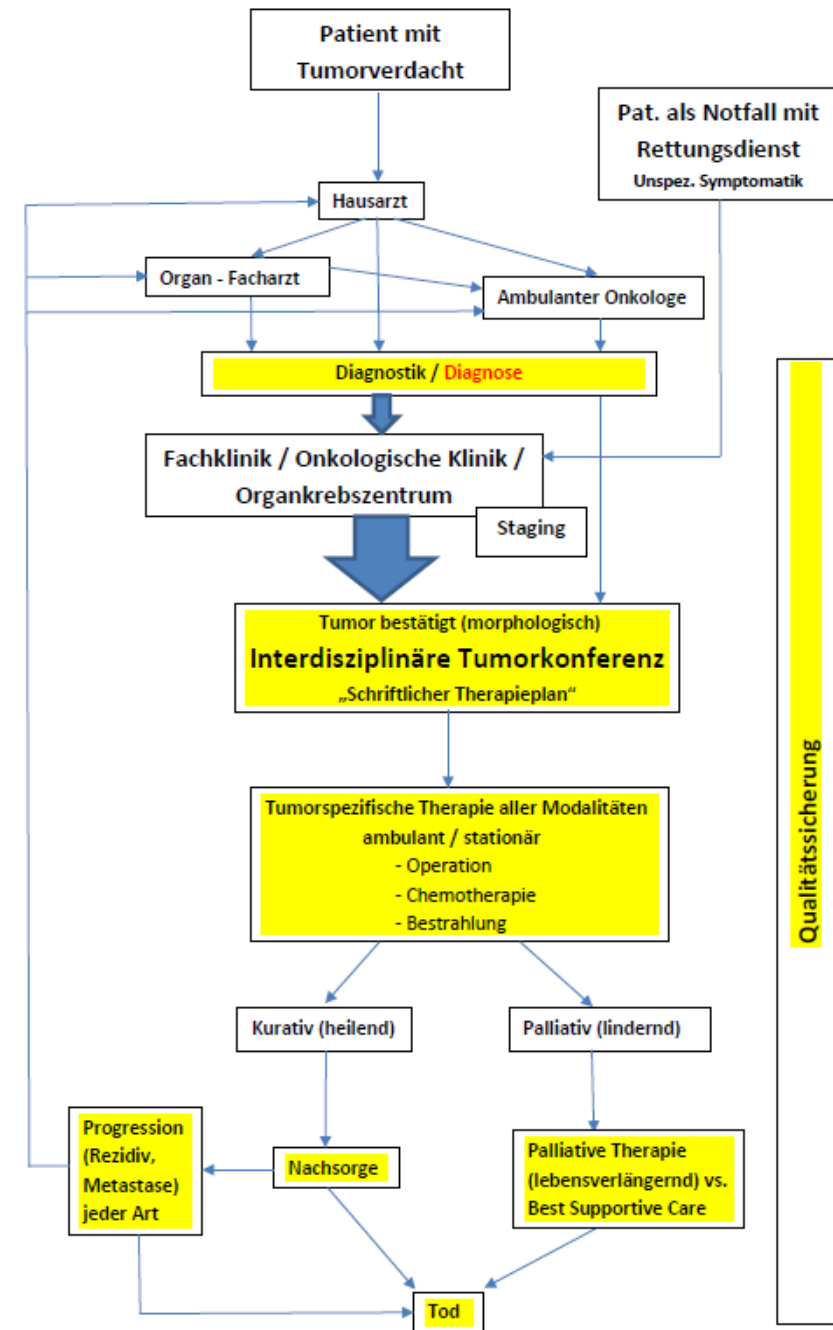 Patient mit
Tumorverdacht
Pat. als Notfall mit
Rettungsdienst
Unspez. Symptomatik
Hausarzt
Organ - Facharzt
Ambulanter Onkologe
Diagnostik / Diagnose
Fachklinik / Onkologische Klinik /
Organkrebszentrum
Staging
Tumor bestätigt (morphologisch)
Interdisziplinäre Tumorkonferenz
„Schriftlicher Therapieplan“
Tumorspezifische Therapie aller Modalitäten
ambulant / stationär
- Operation
- Chemotherapie
- Bestrahlung
Kurativ (heilend)
Palliativ (lindernd)
Progression
(Rezidiv,
Metastase)
jeder Art
Nachsorge
Palliative Therapie
(lebensverlängernd) vs.
Best Supportive Care
Tod
Qualitätssicherung